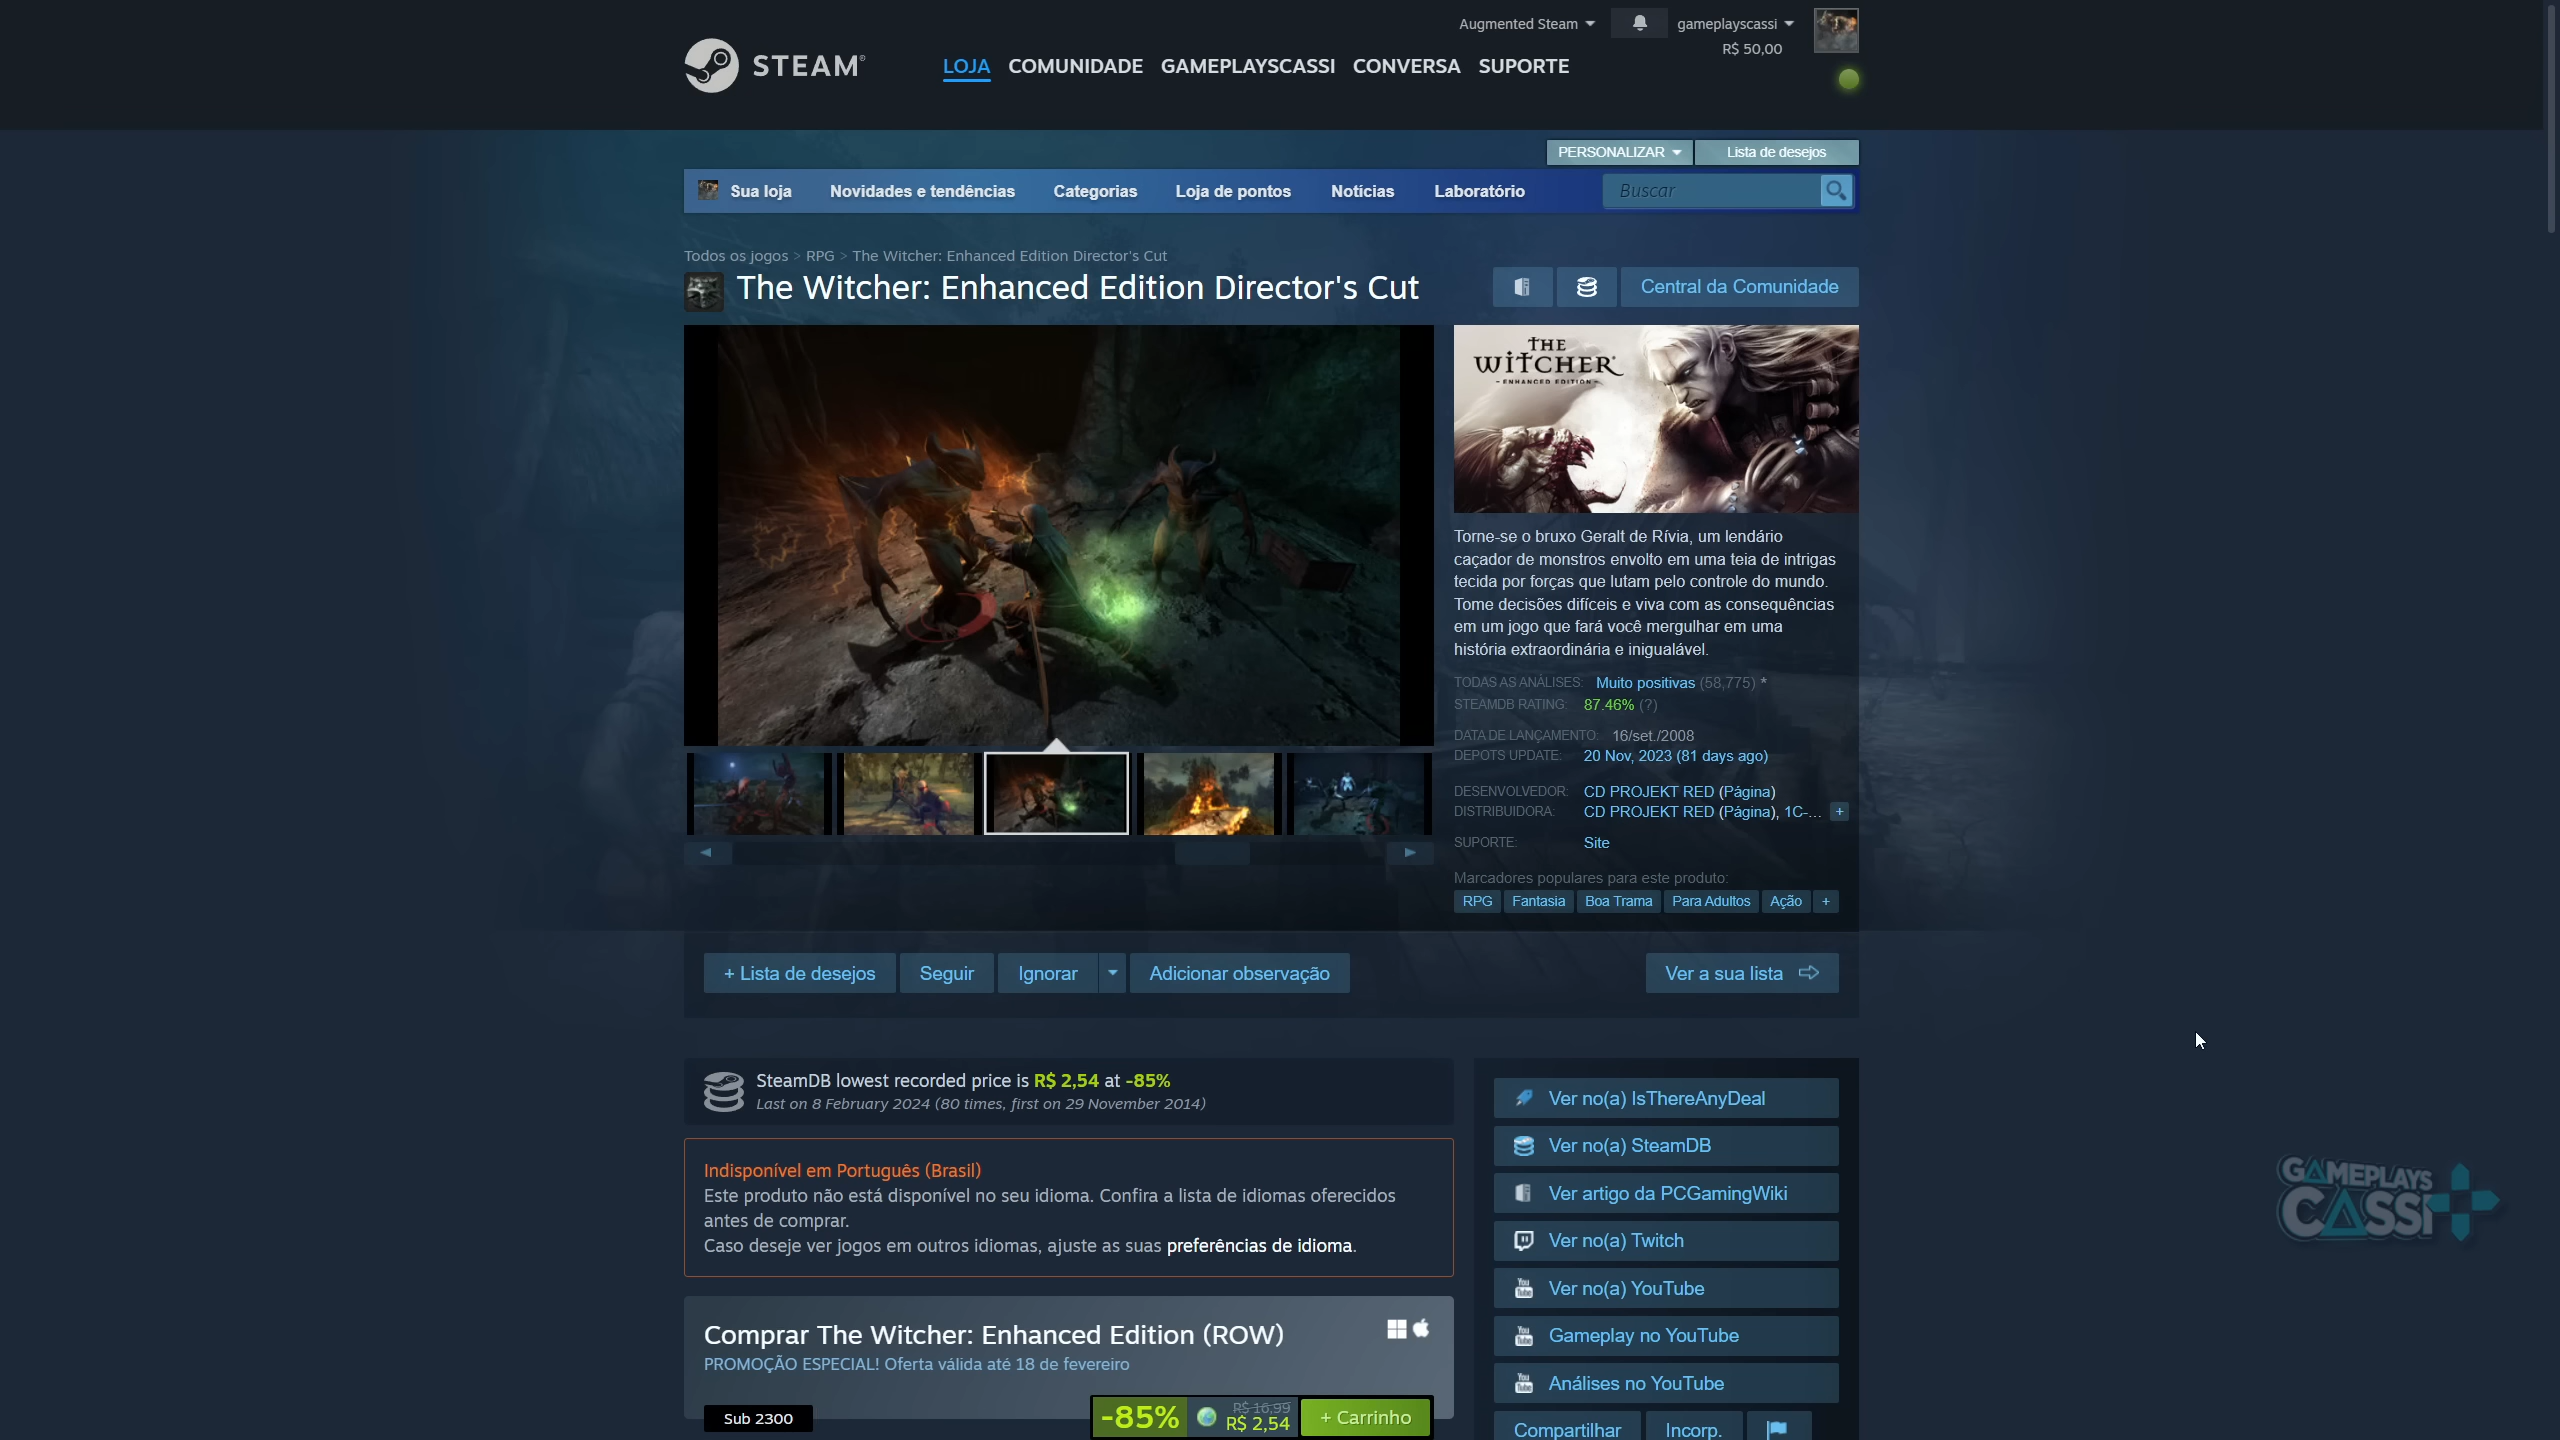 Augmented Steam
gameplayscassi
R$ 50,00
STEAM®
LOJA COMUNIDADE GAMEPLAYSCASSI CONVERSA SUPORTE
PERSONALIZAR
Lista de desejos
Sua loja Novidades e tendências Categorias Loja de pontos Notícias Laboratório
Buscar
Todos os jogos > RPG > The Witcher: Enhanced Edition Director's Cut
The Witcher: Enhanced Edition Director's Cut
Central da Comunidade
THE
WITCHER
- ENHANCED EDITION -
Torne-se o bruxo Geralt de Rívia, um lendário
caçador de monstros envolto em uma teia de intrigas
tecida por forças que lutam pelo controle do mundo.
Tome decisões difíceis e viva com as consequências
em um jogo que fará você mergulhar em uma
história extraordinária e inigualável.
TODAS AS ANÁLISES: Muito positivas (58,775) *
STEAMDB RATING: 87.46% (?)
DATA DE LANÇAMENTO: 16/set./2008
DEPOTS UPDATE: 20 Nov, 2023 (81 days ago)
DESENVOLVEDOR: CD PROJEKT RED (Página)
DISTRIBUIDORA: CD PROJEKT RED (Página), 1C-... +
SUPORTE: Site
Marcadores populares para este produto:
RPG Fantasia Boa Trama Para Adultos Ação +
+ Lista de desejos Seguir Ignorar Adicionar observação
Ver a sua lista
SteamDB lowest recorded price is R$ 2,54 at -85%
Last on 8 February 2024 (80 times, first on 29 November 2014)
Indisponível em Português (Brasil)
Este produto não está disponível no seu idioma. Confira a lista de idiomas oferecidos
antes de comprar.
Caso deseje ver jogos em outros idiomas, ajuste as suas preferências de idioma.
Comprar The Witcher: Enhanced Edition (ROW)
PROMOÇÃO ESPECIAL! Oferta válida até 18 de fevereiro
Sub 2300
-85%
R$ 16,99
R$ 2,54
+ Carrinho
Ver no(a) IsThereAnyDeal
Ver no(a) SteamDB
Ver artigo da PCGamingWiki
Ver no(a) Twitch
Ver no(a) YouTube
Gameplay no YouTube
Análises no YouTube
Compartilhar Incorp.
GAMEPLAYS
CASSI